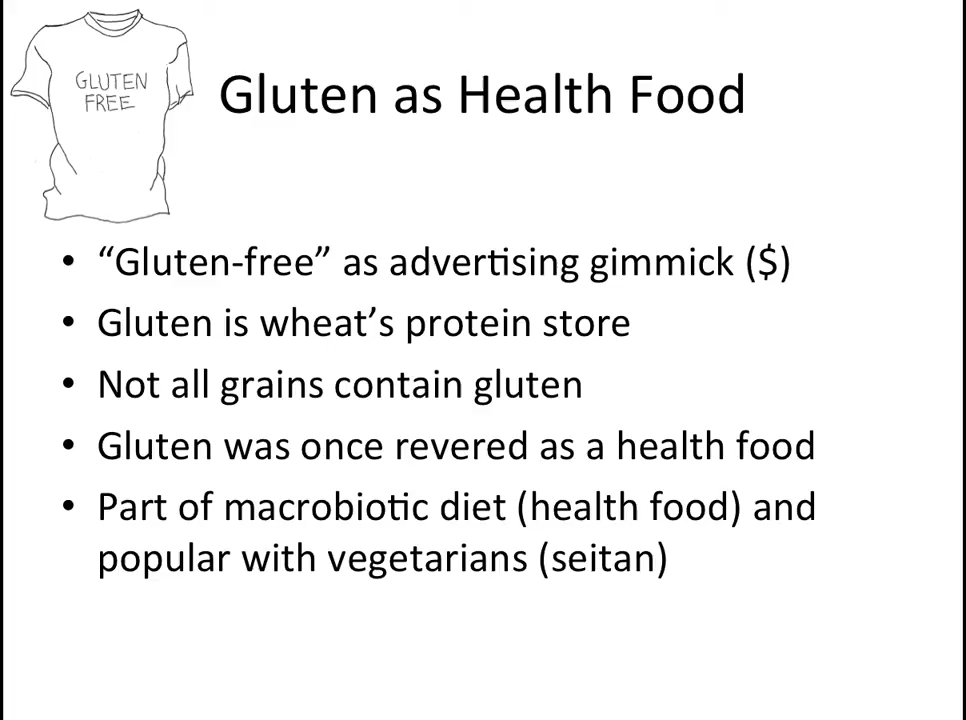 GLUTEN
FREE
Gluten as Health Food
• “Gluten-free” as advertising gimmick ($)
• Gluten is wheat’s protein store
• Not all grains contain gluten
• Gluten was once revered as a health food
• Part of macrobiotic diet (health food) and
popular with vegetarians (seitan)